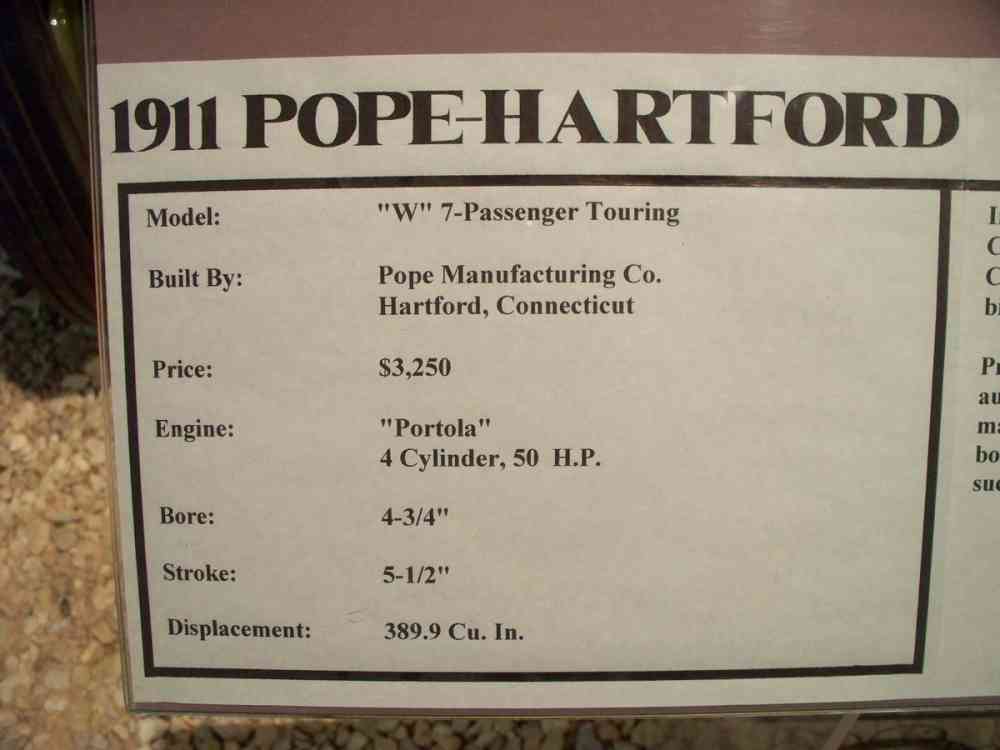 1911 POPE-HARTFORD
Model: "W" 7-Passenger Touring
Built By: Pope Manufacturing Co.
Hartford, Connecticut
Price: $3,250
Engine: "Portola"
4 Cylinder, 50 H.P.
Bore: 4-3/4"
Stroke: 5-1/2"
Displacement: 389.9 Cu. In.